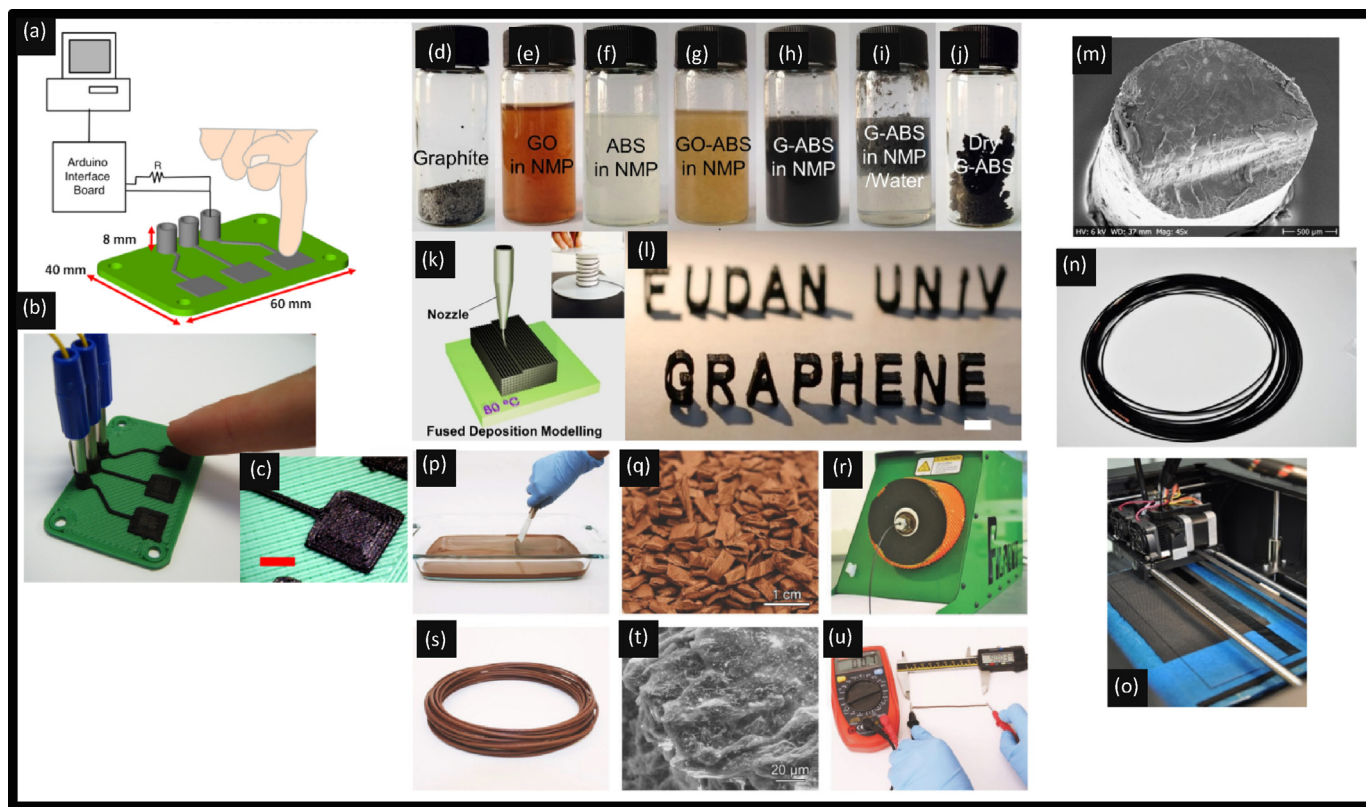 (a)
Arduino
Interface
Board
R
8 mm
40 mm
60 mm
(b)
(c)
(d)
Graphite
(e)
GO
in NMP
(f)
ABS
in NMP
(g)
GO-ABS
in NMP
(h)
G-ABS
in NMP
(i)
G-ABS
in NMP
/Water
(j)
Dry
G-ABS
(k)
Nozzle
80 ºC
Fused Deposition Modelling
(l)
FUDAN UNIV
GRAPHENE
(m)
HV: 6 kV WD: 37 mm Mag: 45x
500 µm
(n)
(o)
(p)
(q)
1 cm
(r)
(s)
(t)
20 µm
(u)